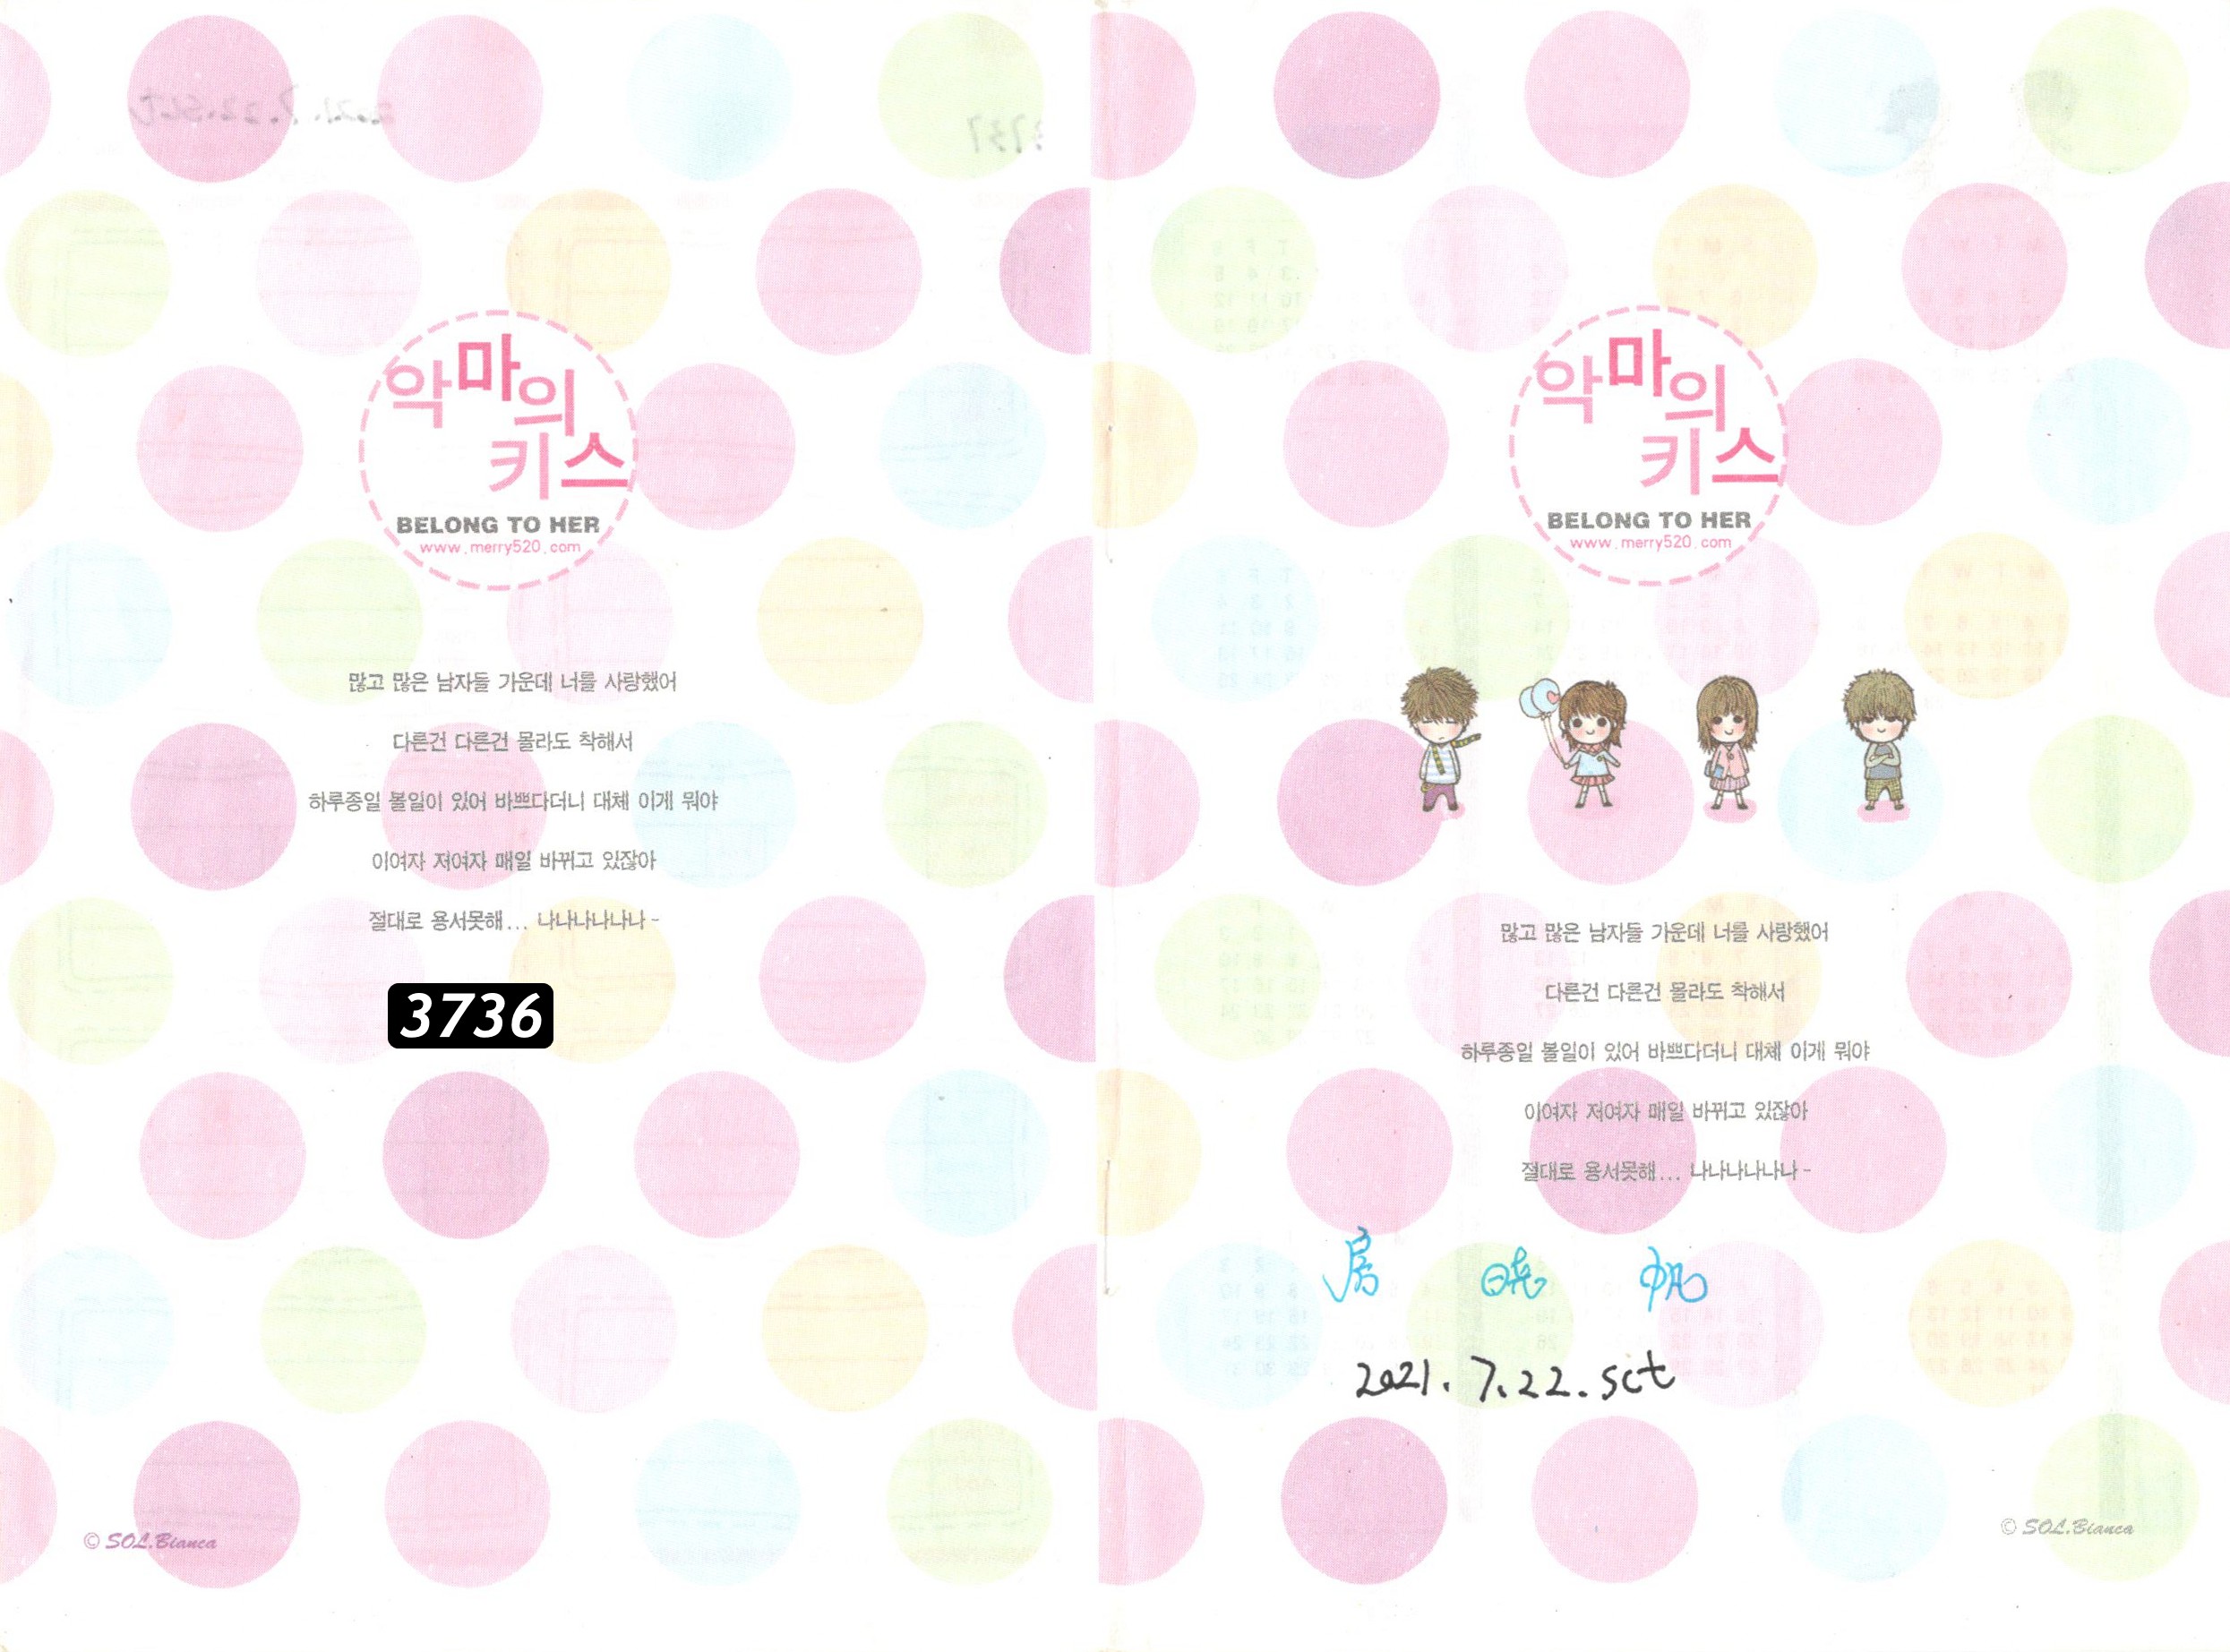 악마의
키스
BELONG TO HER
www.merry520.com
많고 많은 남자들 가운데 너를 사랑했어
다른건 다른건 몰라도 착해서
하루종일 볼일이 있어 바쁘다더니 대체 이게 뭐야
이여자 저여자 매일 바뀌고 있잖아
절대로 용서못해... 나나나나나나~
3736
© SOL.Bianca
악마의
키스
BELONG TO HER
www.merry520.com
많고 많은 남자들 가운데 너를 사랑했어
다른건 다른건 몰라도 착해서
하루종일 볼일이 있어 바쁘다더니 대체 이게 뭐야
이여자 저여자 매일 바뀌고 있잖아
절대로 용서못해... 나나나나나나~
房 晓 帆
2021.7.22.sct
© SOL.Bianca